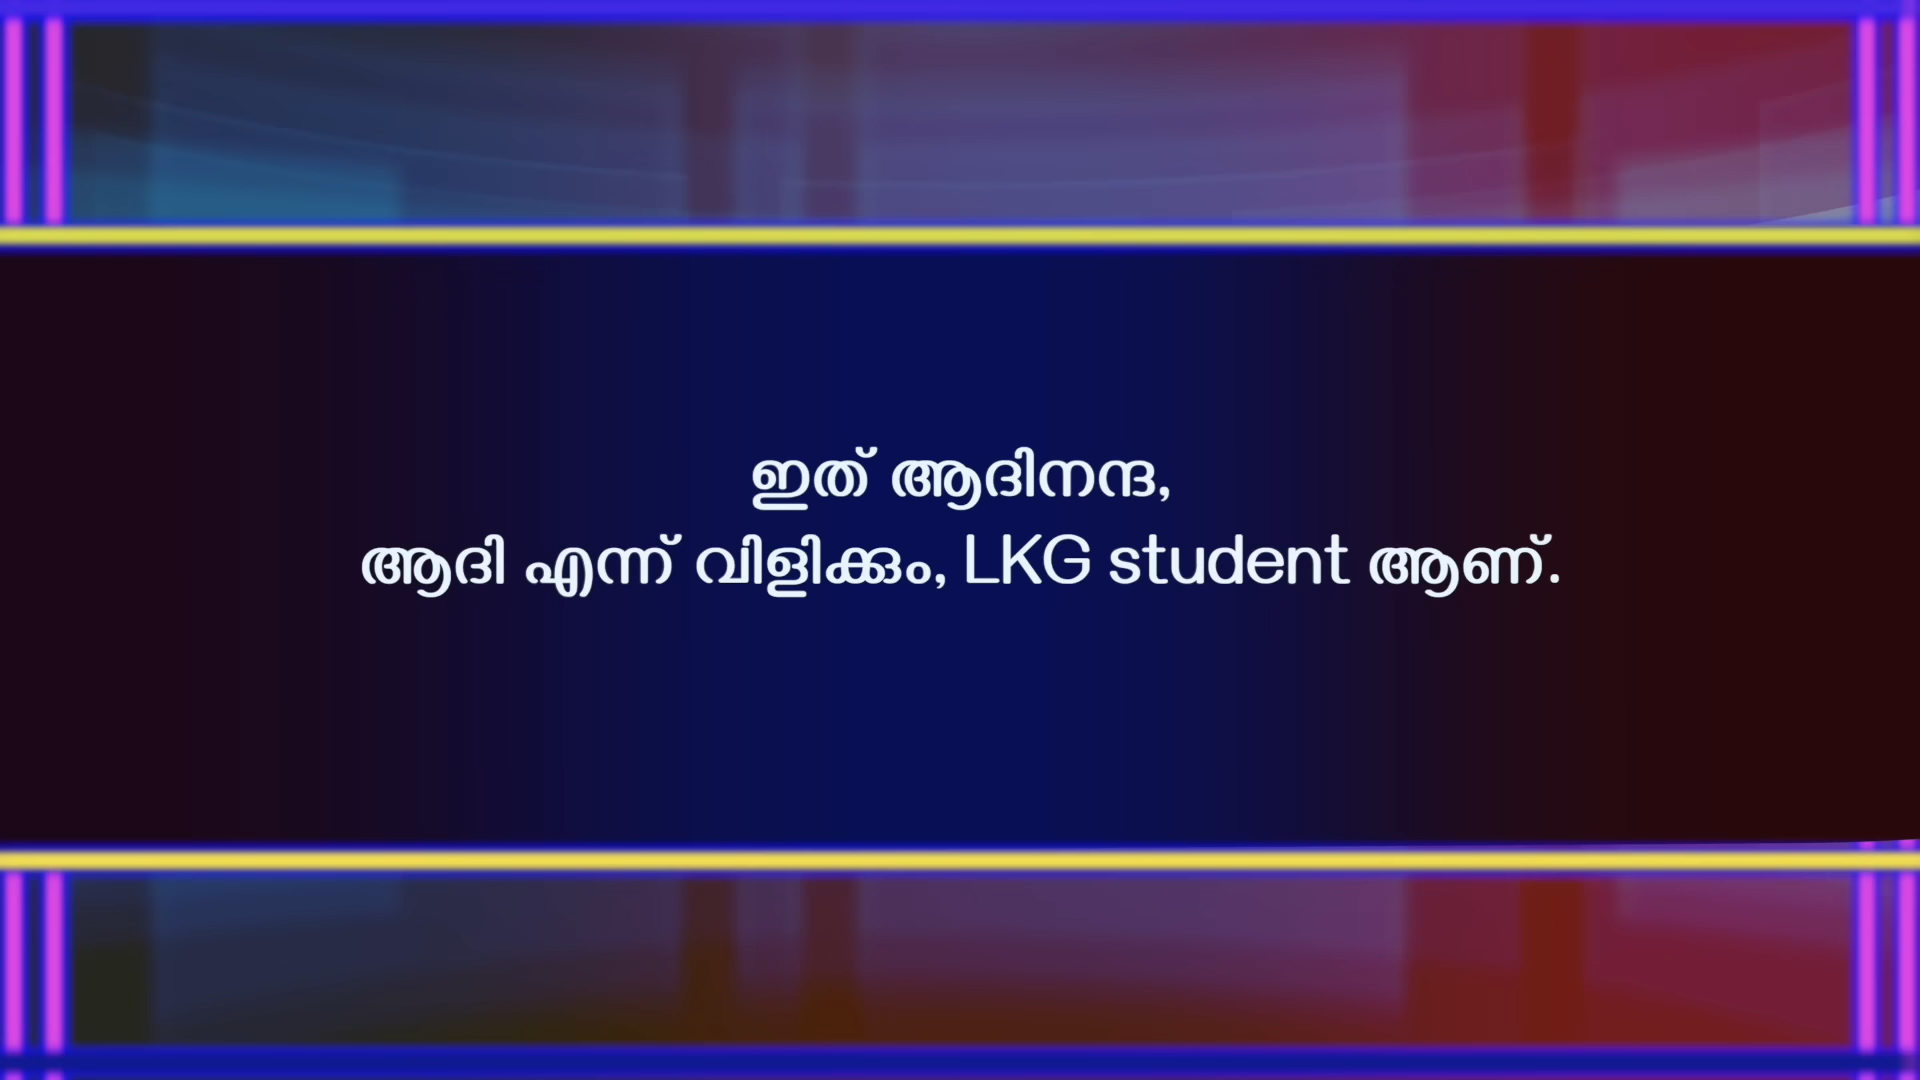 ഇത് ആദിനന്ദ,
ആദി എന്ന് വിളിക്കും, LKG student ആണ്.